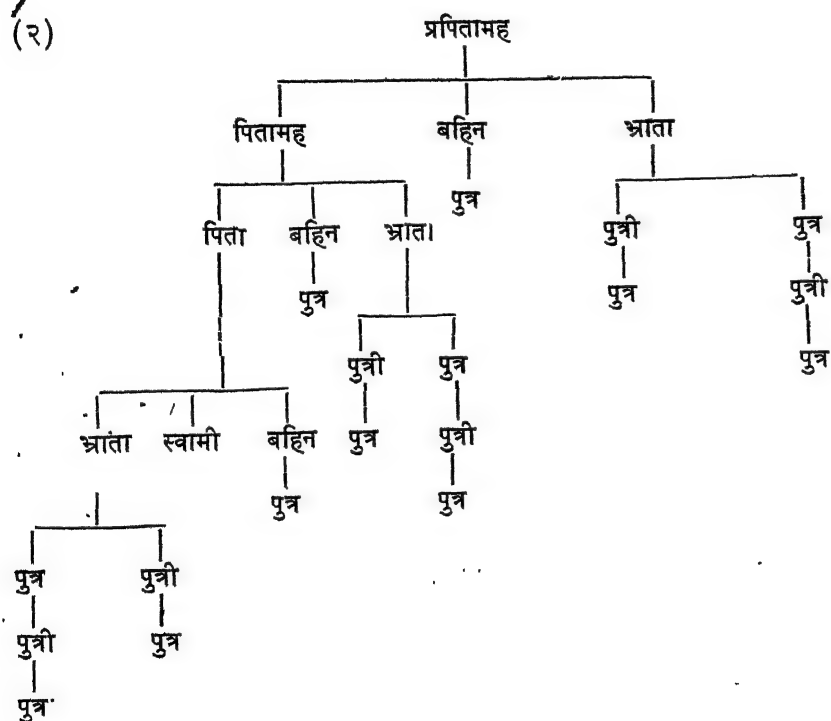 (२)
प्रपितामह
पितामह बहिन भ्राता
पुत्र
पिता बहिन भ्रात। पुत्री पुत्र
पुत्र पुत्र पुत्री
पुत्री पुत्र पुत्र
भ्रांता स्वामी बहिन पुत्र पुत्री
पुत्र पुत्र
पुत्र पुत्री
पुत्री पुत्र
पुत्र